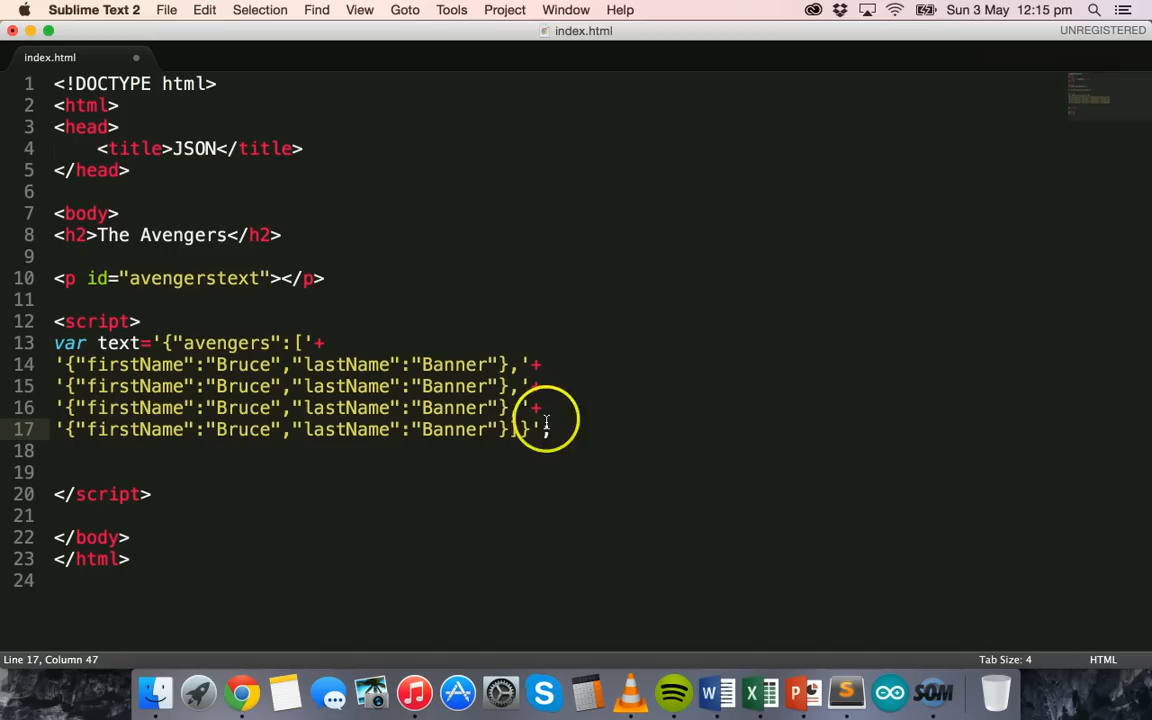 Sublime Text 2 File Edit Selection Find View Goto Tools Project Window Help Sun 3 May 12:15 pm
index.html UNREGISTERED
index.html
1 <!DOCTYPE html>
2 <html>
3 <head>
4 <title>JSON</title>
5 </head>
6
7 <body>
8 <h2>The Avengers</h2>
9
10 <p id="avengerstext"></p>
11
12 <script>
13 var text='{"avengers":['+
14 '{"firstName":"Bruce","lastName":"Banner"},'+
15 '{"firstName":"Bruce","lastName":"Banner"},'+
16 '{"firstName":"Bruce","lastName":"Banner"},'+
17 '{"firstName":"Bruce","lastName":"Banner"}]}';
18
19
20 </script>
21
22 </body>
23 </html>
24
Line 17, Column 47 Tab Size: 4 HTML
SOM